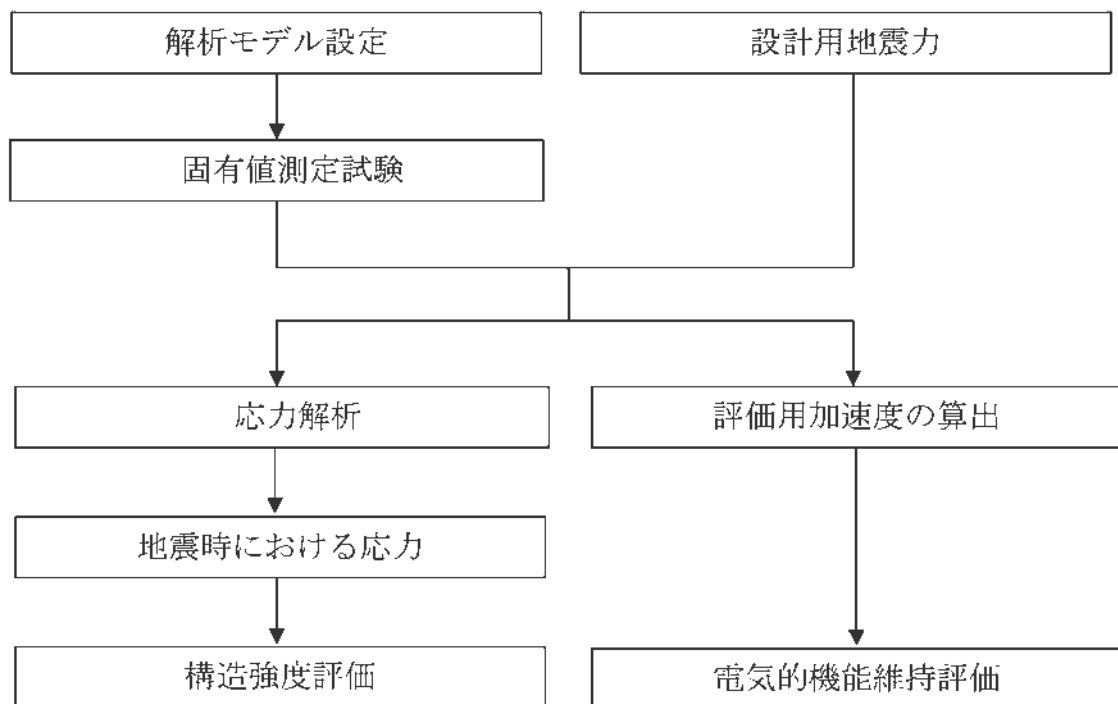 解析モデル設定
設計用地震力
固有値測定試験
応力解析
評価用加速度の算出
地震時における応力
構造強度評価
電気的機能維持評価